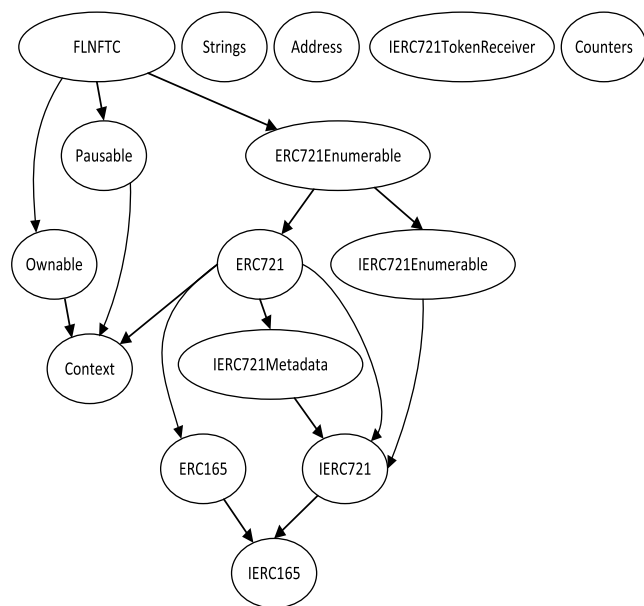 FLNFTC
Strings
Address
IERC721TokenReceiver
Counters
Pausable
ERC721Enumerable
Ownable
ERC721
IERC721Enumerable
Context
IERC721Metadata
ERC165
IERC721
IERC165